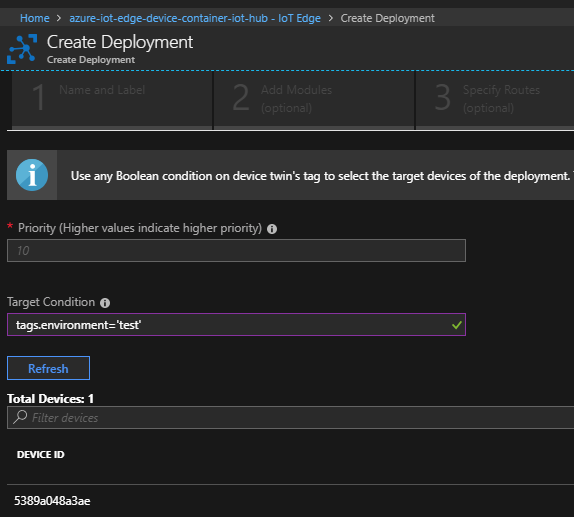 Home > azure-iot-edge-device-container-iot-hub - IoT Edge > Create Deployment
Create Deployment
Create Deployment
1 Name and Label
2 Add Modules (optional)
3 Specify Routes (optional)
Use any Boolean condition on device twin's tag to select the target devices of the deployment.
* Priority (Higher values indicate higher priority)
10
Target Condition
tags.environment='test'
Refresh
Total Devices: 1
Filter devices
DEVICE ID
5389a048a3ae